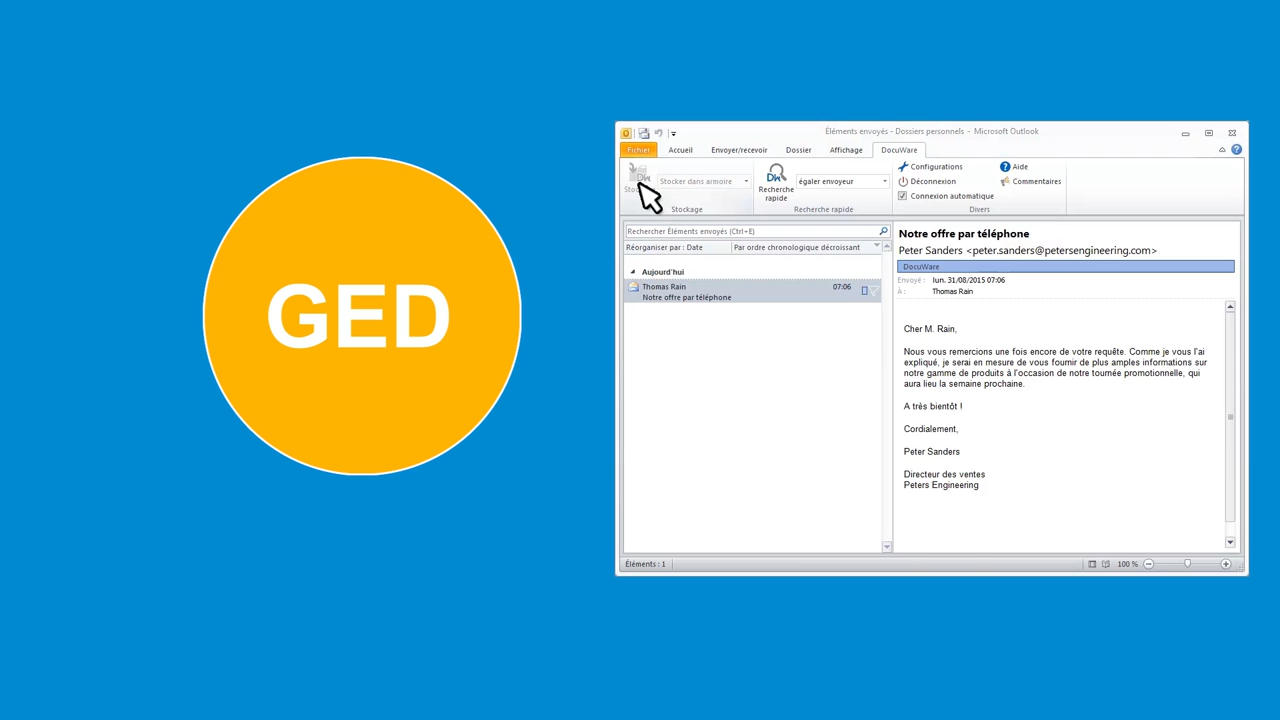 GED
Éléments envoyés - Dossiers personnels - Microsoft Outlook
Fichier Accueil Envoyer/recevoir Dossier Affichage DocuWare
Stocker dans armoire
Stockage
Recherche rapide
égaler envoyeur
Recherche rapide
Configurations
Déconnexion
Connexion automatique
Aide
Commentaires
Divers
Rechercher Éléments envoyés (Ctrl+E)
Réorganiser par : Date Par ordre chronologique décroissant
Aujourd'hui
Thomas Rain 07:06
Notre offre par téléphone
Notre offre par téléphone
Peter Sanders <peter.sanders@petersengineering.com>
DocuWare
Envoyé : lun. 31/08/2015 07:06
À : Thomas Rain
Cher M. Rain,
Nous vous remercions une fois encore de votre requête. Comme je vous l'ai
expliqué, je serai en mesure de vous fournir de plus amples informations sur
notre gamme de produits à l'occasion de notre tournée promotionnelle, qui
aura lieu la semaine prochaine.
A très bientôt !
Cordialement,
Peter Sanders
Directeur des ventes
Peters Engineering
Éléments : 1
100 %